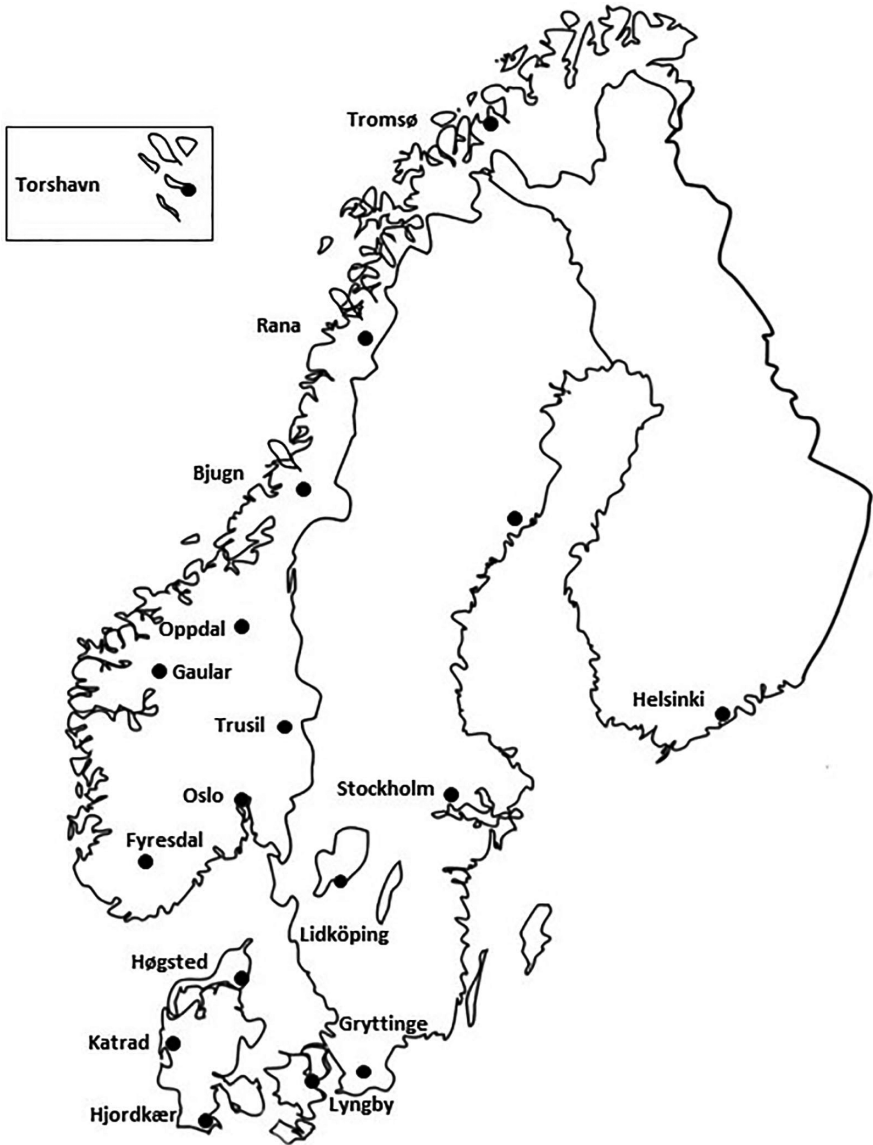 Tromsø
Torshavn
Rana
Bjugn
Oppdal
Gaular
Trusil
Helsinki
Oslo
Stockholm
Fyresdal
Lidköping
Høgsted
Gryttinge
Katrad
Lyngby
Hjordkær